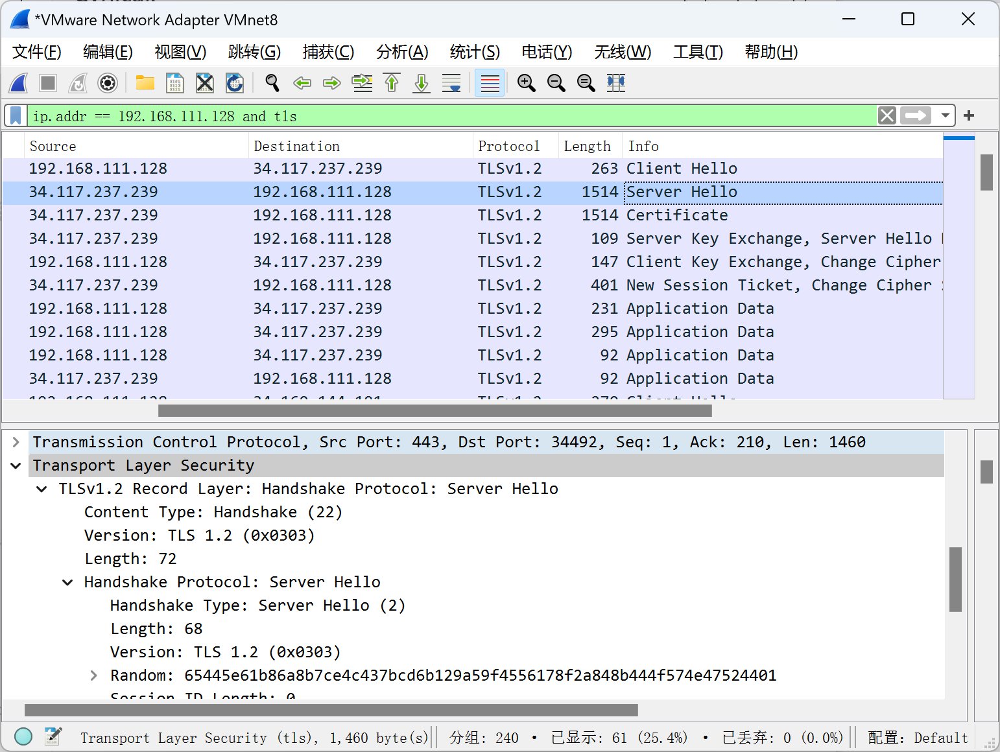 *VMware Network Adapter VMnet8
文件(F) 编辑(E) 视图(V) 跳转(G) 捕获(C) 分析(A) 统计(S) 电话(Y) 无线(W) 工具(T) 帮助(H)
ip.addr == 192.168.111.128 and tls
Source Destination Protocol Length Info
192.168.111.128 34.117.237.239 TLSv1.2 263 Client Hello
34.117.237.239 192.168.111.128 TLSv1.2 1514 Server Hello
34.117.237.239 192.168.111.128 TLSv1.2 1514 Certificate
34.117.237.239 192.168.111.128 TLSv1.2 109 Server Key Exchange, Server Hello
192.168.111.128 34.117.237.239 TLSv1.2 147 Client Key Exchange, Change Cipher
34.117.237.239 192.168.111.128 TLSv1.2 401 New Session Ticket, Change Cipher
192.168.111.128 34.117.237.239 TLSv1.2 231 Application Data
192.168.111.128 34.117.237.239 TLSv1.2 295 Application Data
192.168.111.128 34.117.237.239 TLSv1.2 92 Application Data
34.117.237.239 192.168.111.128 TLSv1.2 92 Application Data
Transmission Control Protocol, Src Port: 443, Dst Port: 34492, Seq: 1, Ack: 210, Len: 1460
Transport Layer Security
TLSv1.2 Record Layer: Handshake Protocol: Server Hello
Content Type: Handshake (22)
Version: TLS 1.2 (0x0303)
Length: 72
Handshake Protocol: Server Hello
Handshake Type: Server Hello (2)
Length: 68
Version: TLS 1.2 (0x0303)
Random: 65445e61b86a8b7ce4c437bcd6b129a59f4556178f2a848b444f574e47524401
Session ID Length: 0
Transport Layer Security (tls), 1,460 byte(s) 分组: 240 · 已显示: 61 (25.4%) · 已丢弃: 0 (0.0%) 配置: Default